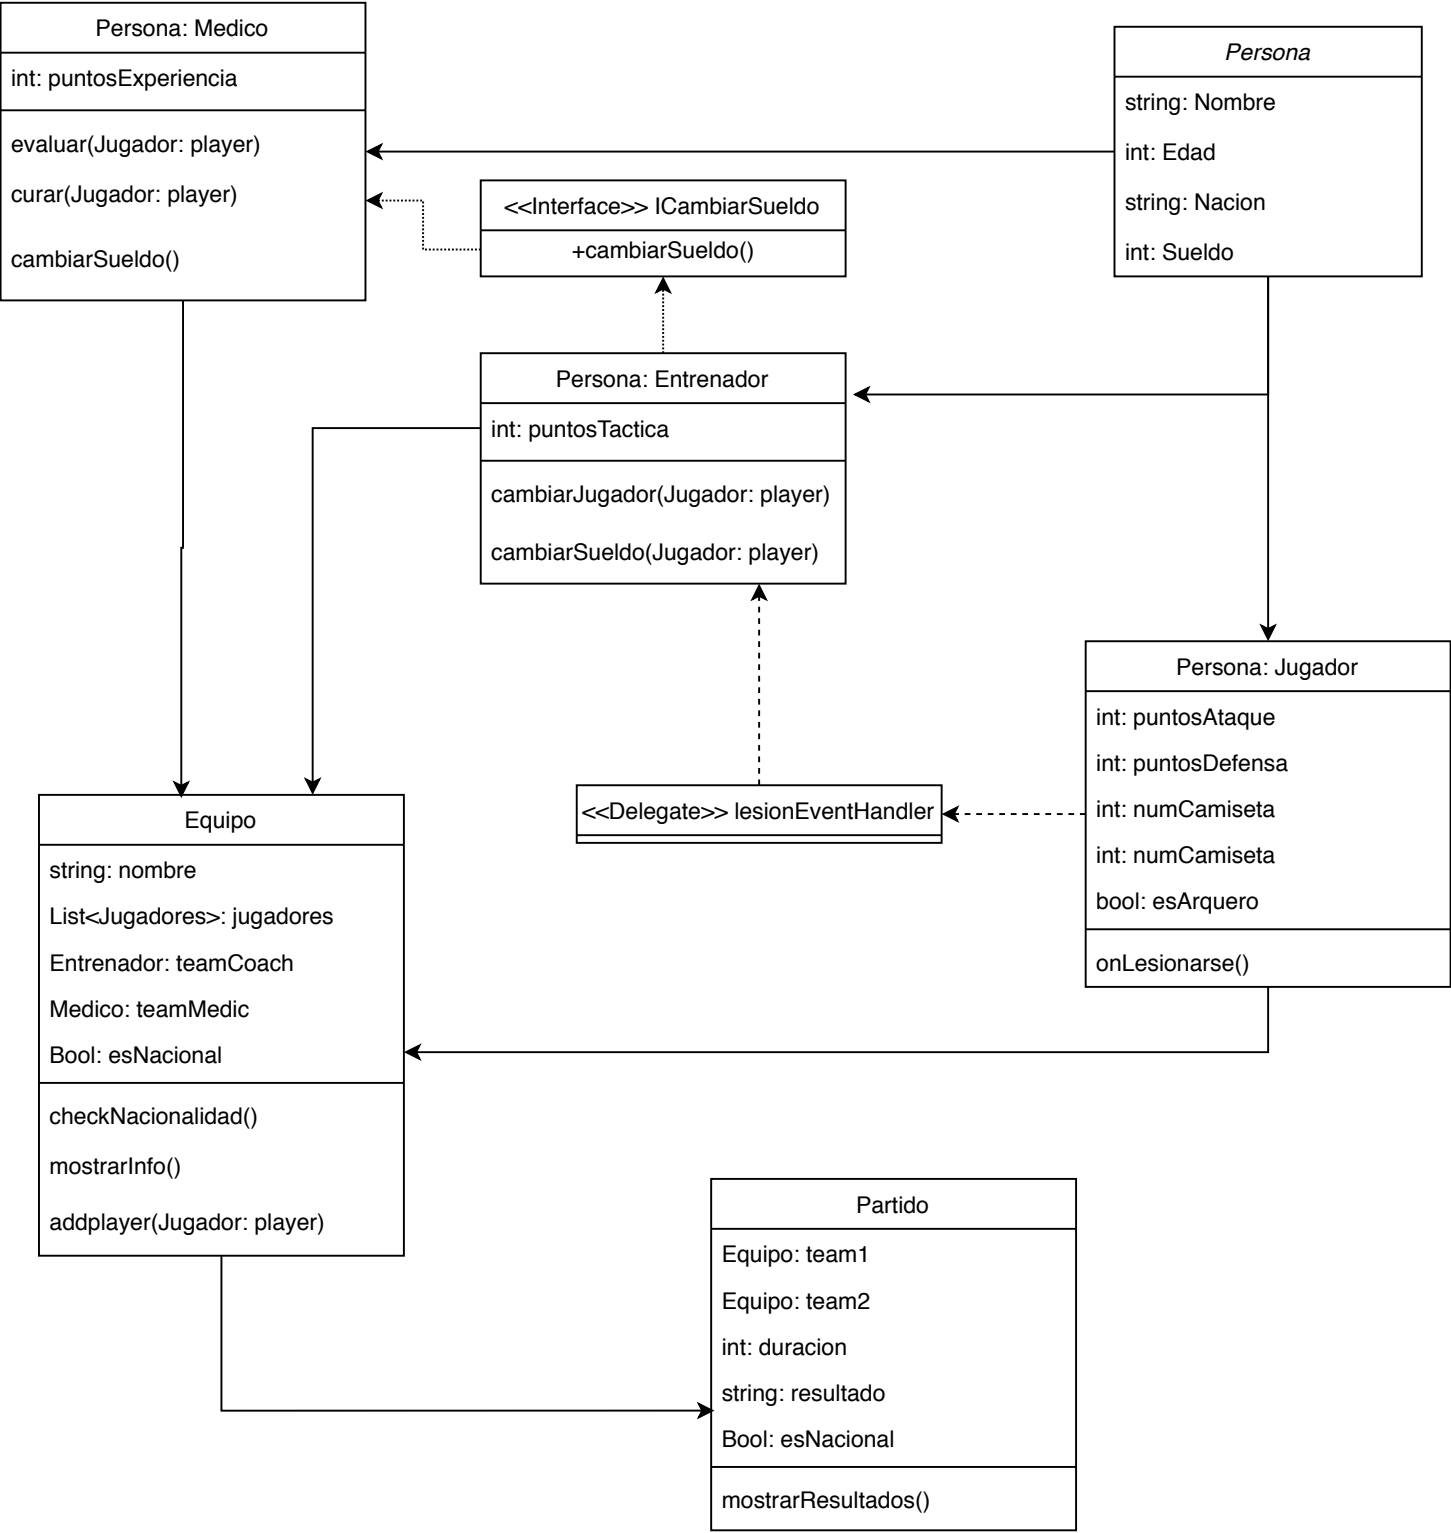 Persona: Medico
int: puntosExperiencia
evaluar(Jugador: player)
curar(Jugador: player)
cambiarSueldo()
Persona
string: Nombre
int: Edad
string: Nacion
int: Sueldo
<<Interface>> ICambiarSueldo
+cambiarSueldo()
Persona: Entrenador
int: puntosTactica
cambiarJugador(Jugador: player)
cambiarSueldo(Jugador: player)
Persona: Jugador
int: puntosAtaque
int: puntosDefensa
int: numCamiseta
int: numCamiseta
bool: esArquero
onLesionarse()
<<Delegate>> lesionEventHandler
Equipo
string: nombre
List<Jugadores>: jugadores
Entrenador: teamCoach
Medico: teamMedic
Bool: esNacional
checkNacionalidad()
mostrarInfo()
addplayer(Jugador: player)
Partido
Equipo: team1
Equipo: team2
int: duracion
string: resultado
Bool: esNacional
mostrarResultados()